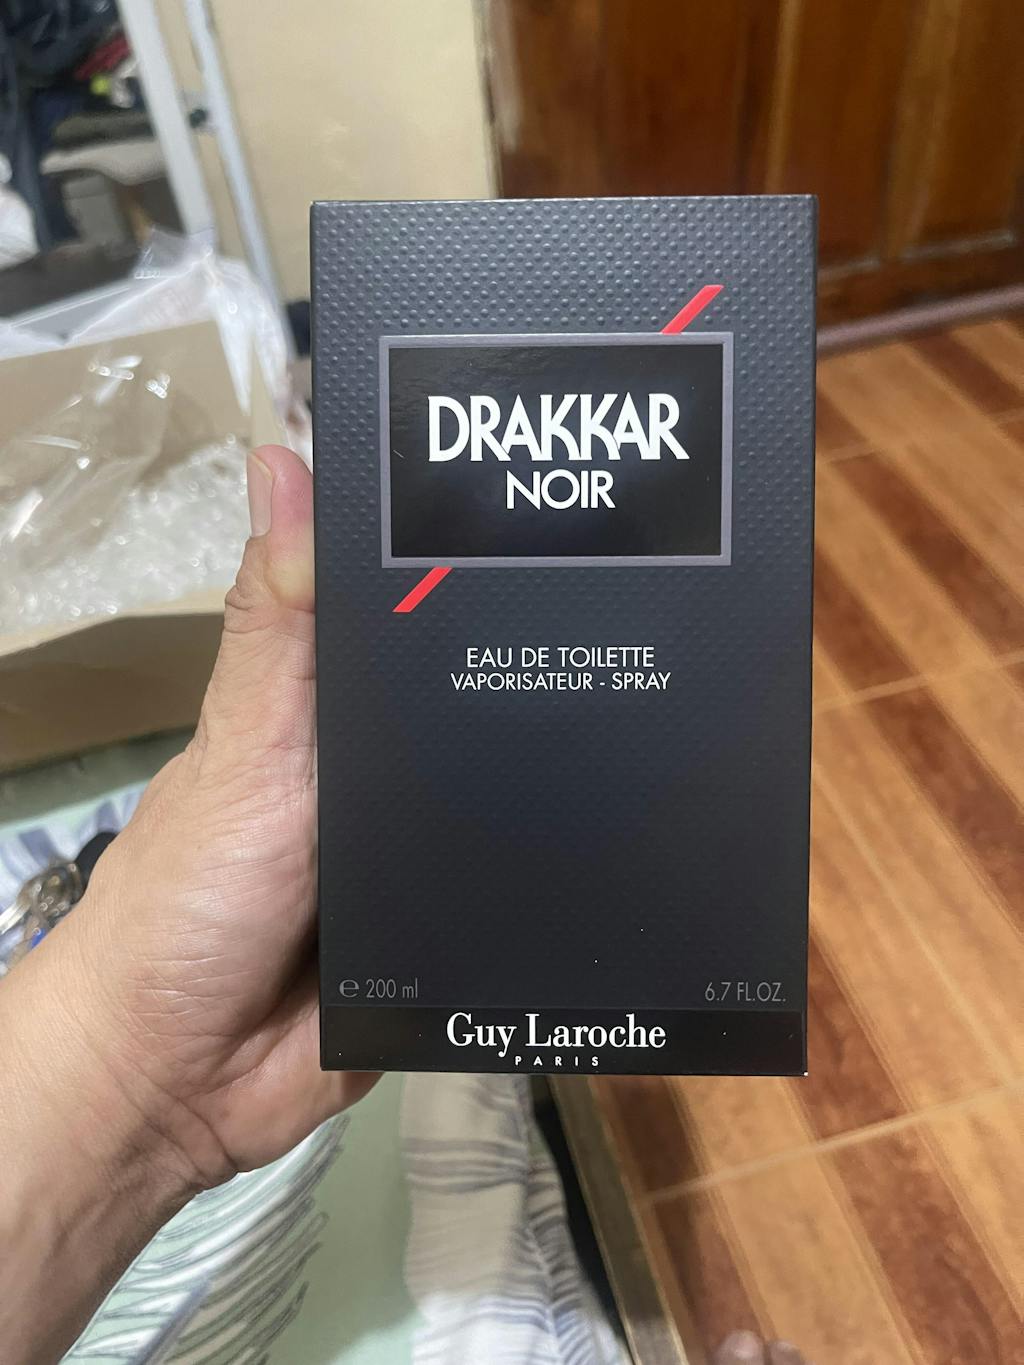 DRAKKAR
NOIR
EAU DE TOILETTE
VAPORISATEUR - SPRAY
℮ 200 ml 6.7 FL.OZ.
Guy Laroche
PARIS